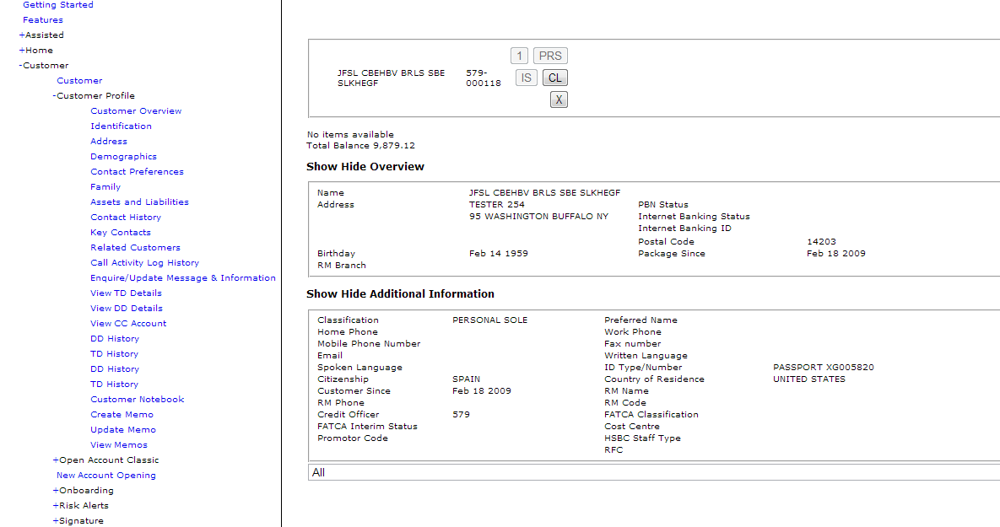 Getting Started
Features
+Assisted
+Home
-Customer
Customer
-Customer Profile
Customer Overview
Identification
Address
Demographics
Contact Preferences
Family
Assets and Liabilities
Contact History
Key Contacts
Related Customers
Call Activity Log History
Enquire/Update Message & Information
View TD Details
View DD Details
View CC Account
DD History
TD History
DD History
TD History
Customer Notebook
Create Memo
Update Memo
View Memos
+Open Account Classic
New Account Opening
+Onboarding
+Risk Alerts
+Signature
1 PRS
JFSL CBEHBV BRLS SBE 579- IS CL
SLKHEGF 000118
X
No items available
Total Balance 9,879.12
Show Hide Overview
Name JFSL CBEHBV BRLS SBE SLKHEGF
Address TESTER 254 PBN Status
95 WASHINGTON BUFFALO NY Internet Banking Status
Internet Banking ID
Postal Code 14203
Birthday Feb 14 1959 Package Since Feb 18 2009
RM Branch
Show Hide Additional Information
Classification PERSONAL SOLE Preferred Name
Home Phone Work Phone
Mobile Phone Number Fax number
Email Written Language
Spoken Language ID Type/Number PASSPORT XG005820
Citizenship SPAIN Country of Residence UNITED STATES
Customer Since Feb 18 2009 RM Name
RM Phone RM Code
Credit Officer 579 FATCA Classification
FATCA Interim Status Cost Centre
Promotor Code HSBC Staff Type
RFC
All